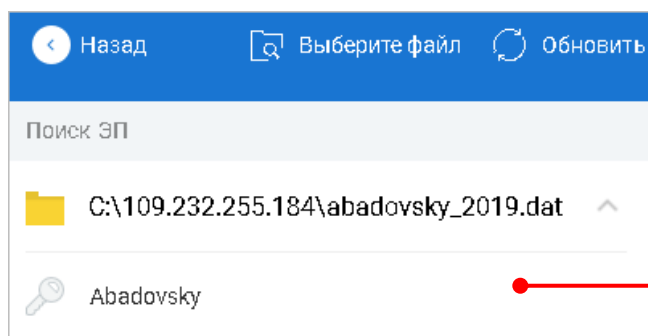 Назад Выберите файл Обновить
Поиск ЭП
C:\109.232.255.184\abadovsky_2019.dat
Abadovsky